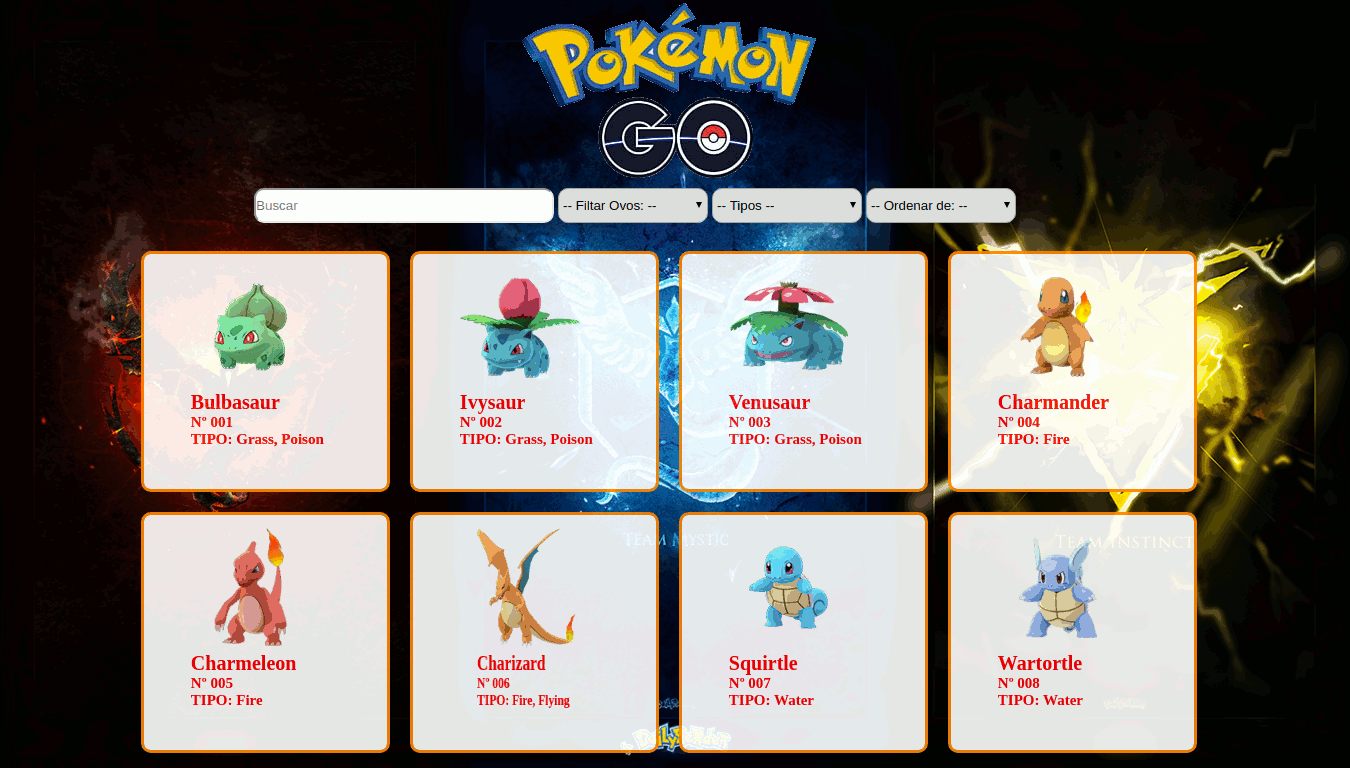 POKéMON
GO
Buscar
-- Filtar Ovos: --
-- Tipos --
-- Ordenar de: --
Bulbasaur
Nº 001
TIPO: Grass, Poison
Ivysaur
Nº 002
TIPO: Grass, Poison
Venusaur
Nº 003
TIPO: Grass, Poison
Charmander
Nº 004
TIPO: Fire
TEAM MYSTIC
TEAM INSTINCT
Charmeleon
Nº 005
TIPO: Fire
Charizard
Nº 006
TIPO: Fire, Flying
Squirtle
Nº 007
TIPO: Water
Wartortle
Nº 008
TIPO: Water